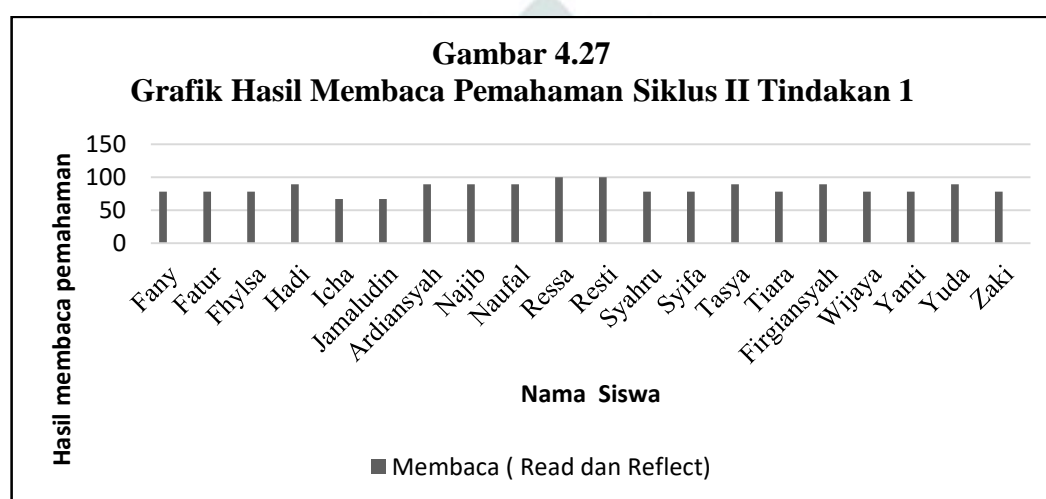 Gambar 4.27
Grafik Hasil Membaca Pemahaman Siklus II Tindakan 1
Hasil membaca pemahaman
150
100
50
0
Fany
Fatur
Fhylsa
Hadi
Icha
Jamaludin
Ardiansyah
Najib
Naufal
Ressa
Resti
Syahru
Syifa
Tasya
Tiara
Firgiansyah
Wijaya
Yanti
Yuda
Zaki
Nama Siswa
Membaca ( Read dan Reflect)